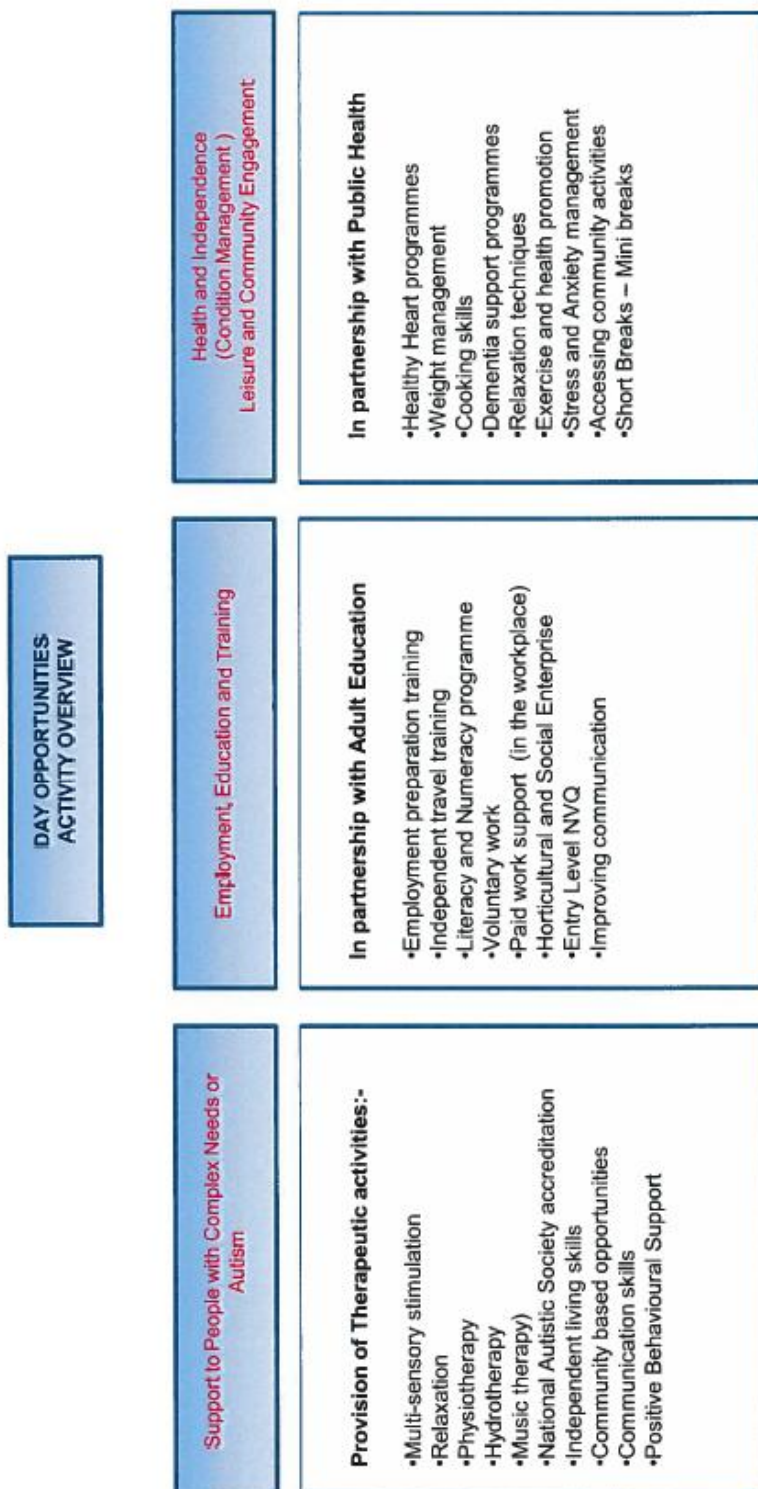 DAY OPPORTUNITIES
ACTIVITY OVERVIEW
Support to People with Complex Needs or
Autism
Provision of Therapeutic activities:-
•Multi-sensory stimulation
•Relaxation
•Physiotherapy
•Hydrotherapy
•Music therapy)
•National Autistic Society accreditation
•Independent living skills
•Community based opportunities
•Communication skills
•Positive Behavioural Support
Employment, Education and Training
In partnership with Adult Education
•Employment preparation training
•Independent travel training
•Literacy and Numeracy programme
•Voluntary work
•Paid work support (in the workplace)
•Horticultural and Social Enterprise
•Entry Level NVQ
•Improving communication
Health and Independence
(Condition Management )
Leisure and Community Engagement
In partnership with Public Health
•Healthy Heart programmes
•Weight management
•Cooking skills
•Dementia support programmes
•Relaxation techniques
•Exercise and health promotion
•Stress and Anxiety management
•Accessing community activities
•Short Breaks – Mini breaks